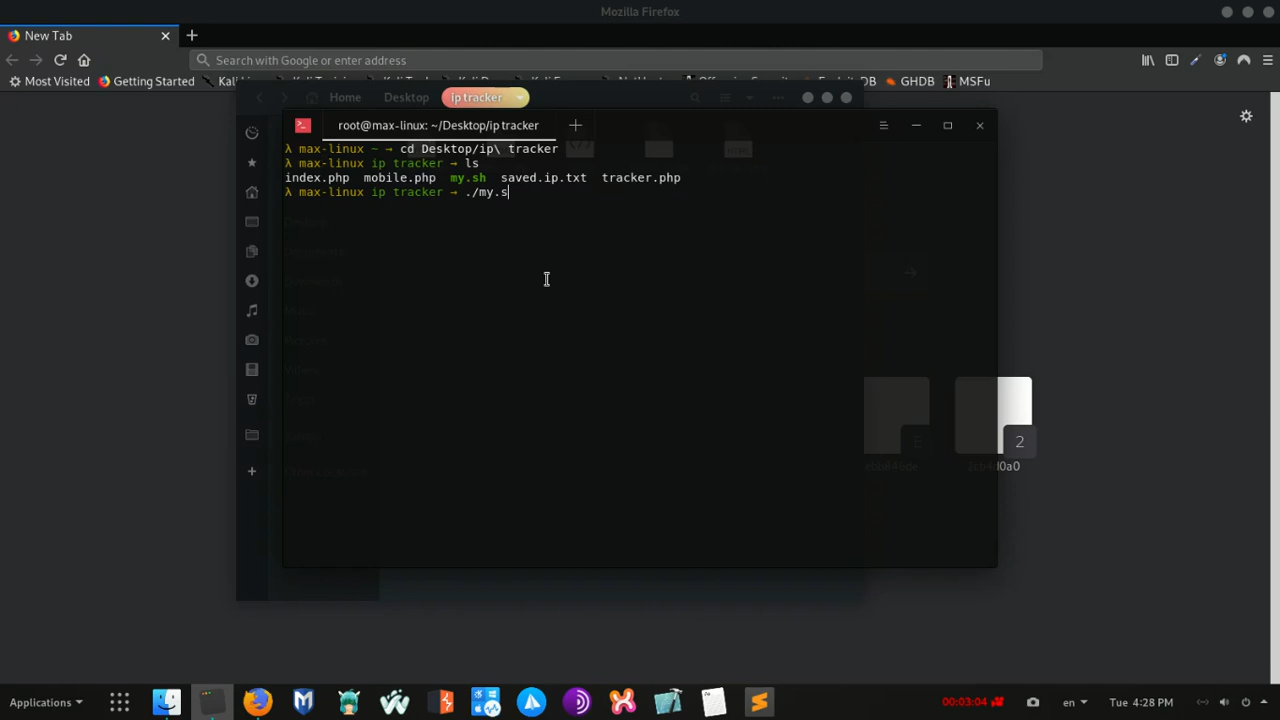 Mozilla Firefox
New Tab
Search with Google or enter address
Most Visited
Getting Started
GHDB
MSFu
Home
Desktop
ip tracker
root@max-linux: ~/Desktop/ip tracker
λ max-linux ~ → cd Desktop/ip\ tracker
λ max-linux ip tracker → ls
index.php mobile.php my.sh saved.ip.txt tracker.php
λ max-linux ip tracker → ./my.s
2
Applications
00:03:04
en
Tue 4:28 PM